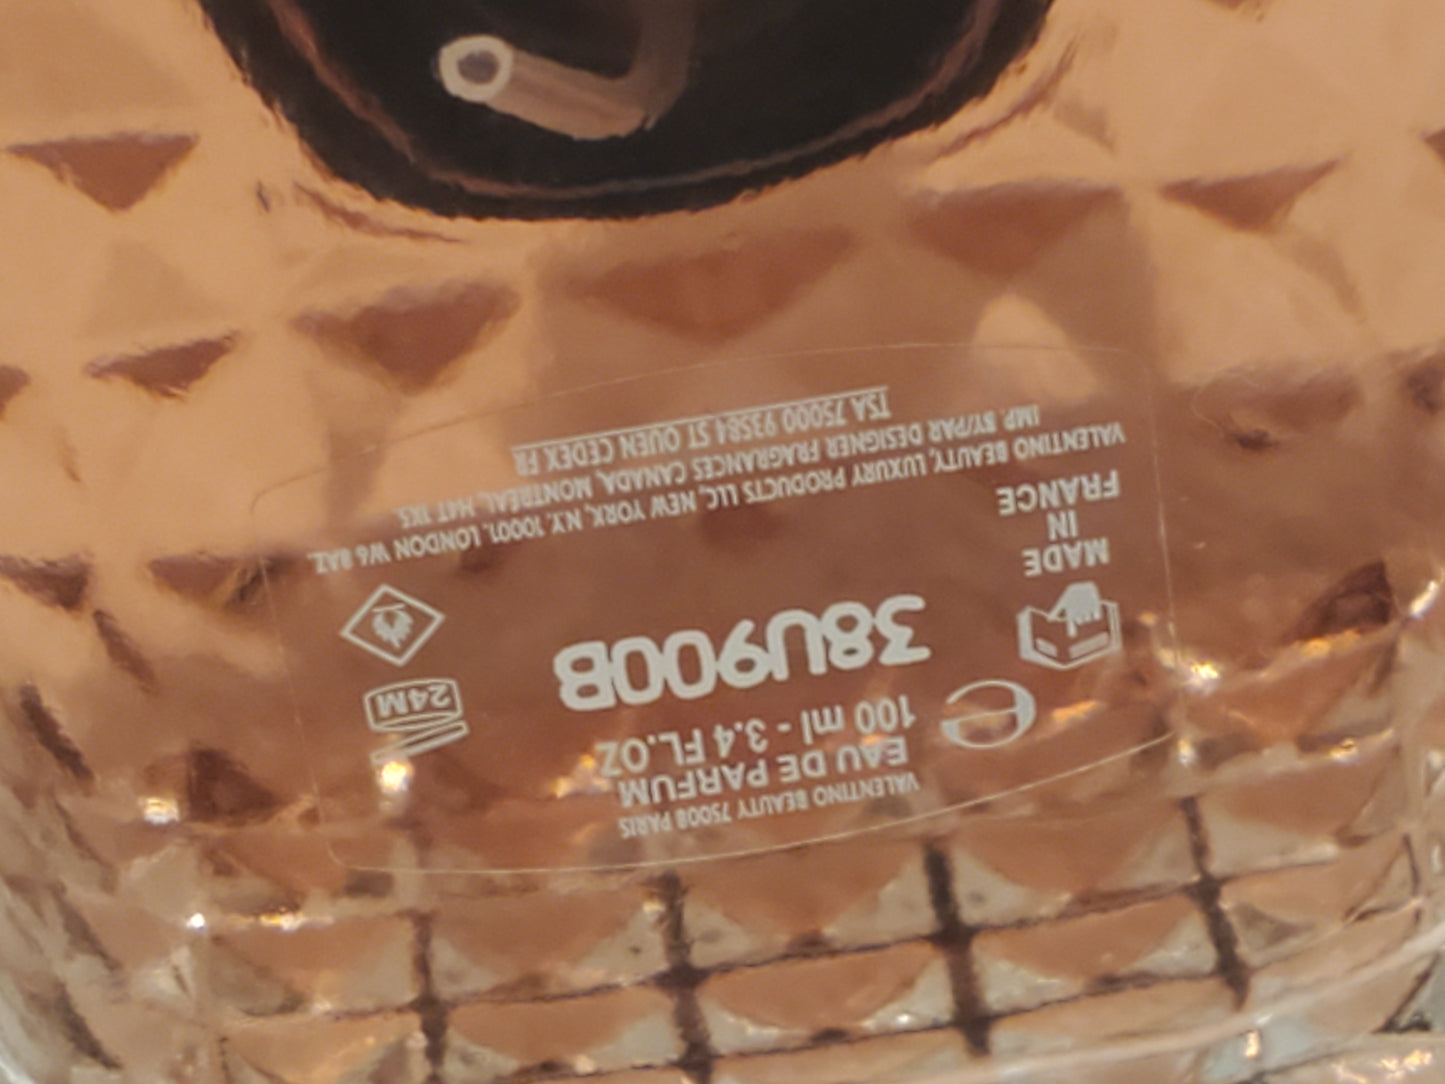 VALENTINO BEAUTY 75008 PARIS
EAU DE PARFUM
100 ml - 3.4 FL.OZ
e
38U900B
24M
MADE
IN
FRANCE
VALENTINO BEAUTY, LUXURY PRODUCTS LLC, NEW YORK, N.Y. 10001. LONDON W6 8AZ.
IMP. BY/PAR DESIGNER FRAGRANCES CANADA, MONTREAL, H4T 1K5.
TSA 75000 93584 ST OUEN CEDEX FR